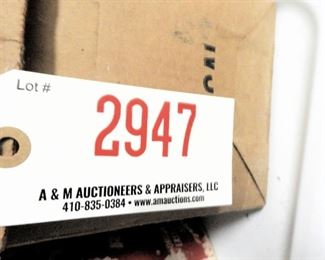 Lot #
2947
A & M AUCTIONEERS & APPRAISERS, LLC
410-835-0384 • www.amauctions.com